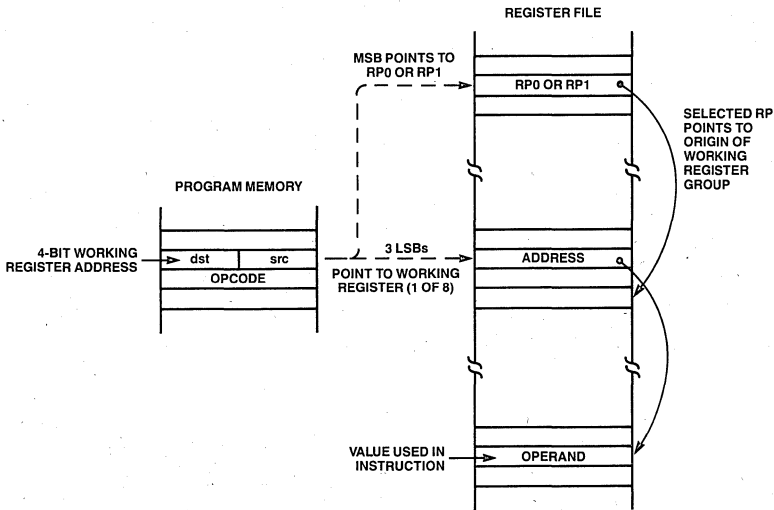 REGISTER FILE
MSB POINTS TO
RP0 OR RP1
RP0 OR RP1
SELECTED RP
POINTS TO
ORIGIN OF
WORKING
REGISTER
GROUP
PROGRAM MEMORY
4-BIT WORKING
REGISTER ADDRESS
dst
src
OPCODE
3 LSBs
POINT TO WORKING
REGISTER (1 OF 8)
ADDRESS
VALUE USED IN
INSTRUCTION
OPERAND